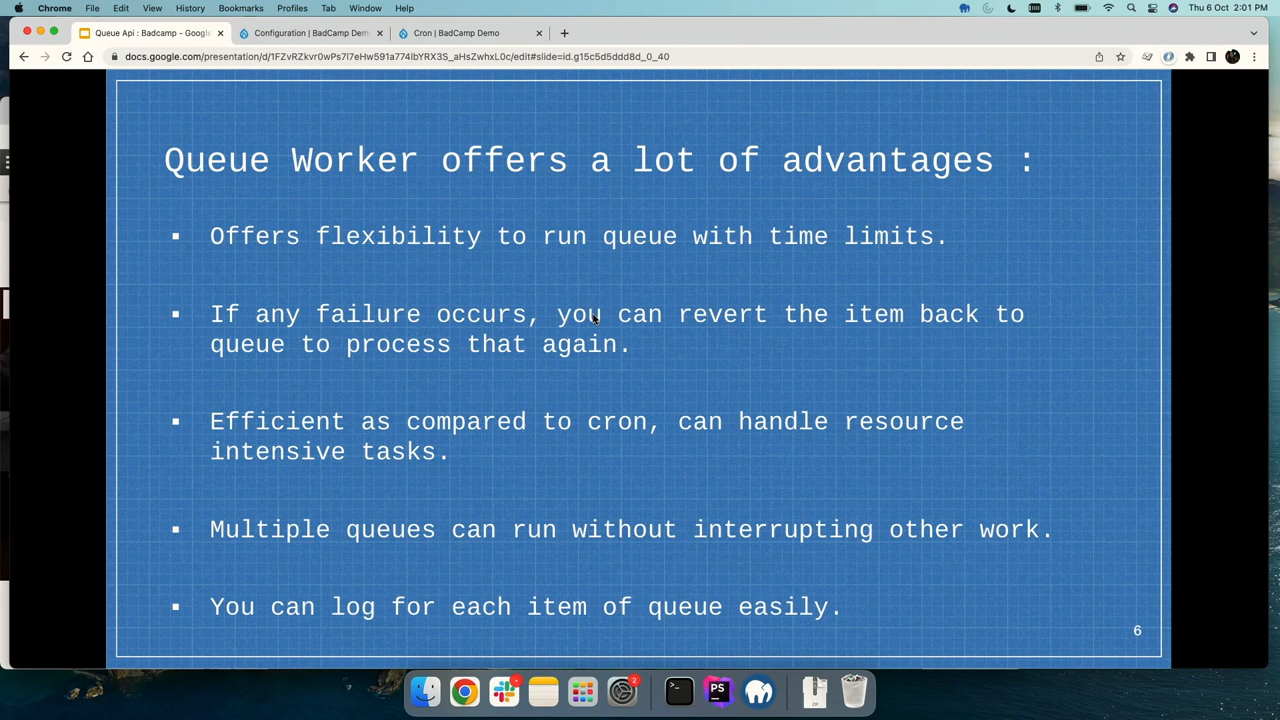 Chrome File Edit View History Bookmarks Profiles Tab Window Help
Thu 6 Oct 2:01 PM
Queue Api : Badcamp - Google
Configuration | BadCamp Dem
Cron | BadCamp Demo
docs.google.com/presentation/d/1FZvRZkvr0wPs7l7eHw591a774lbYRX3S_aHsZwhxL0c/edit#slide=id.g15c5d5ddd8d_0_40
Queue Worker offers a lot of advantages :
▪ Offers flexibility to run queue with time limits.
▪ If any failure occurs, you can revert the item back to
queue to process that again.
▪ Efficient as compared to cron, can handle resource
intensive tasks.
▪ Multiple queues can run without interrupting other work.
▪ You can log for each item of queue easily.
6
2
PS
ZIP